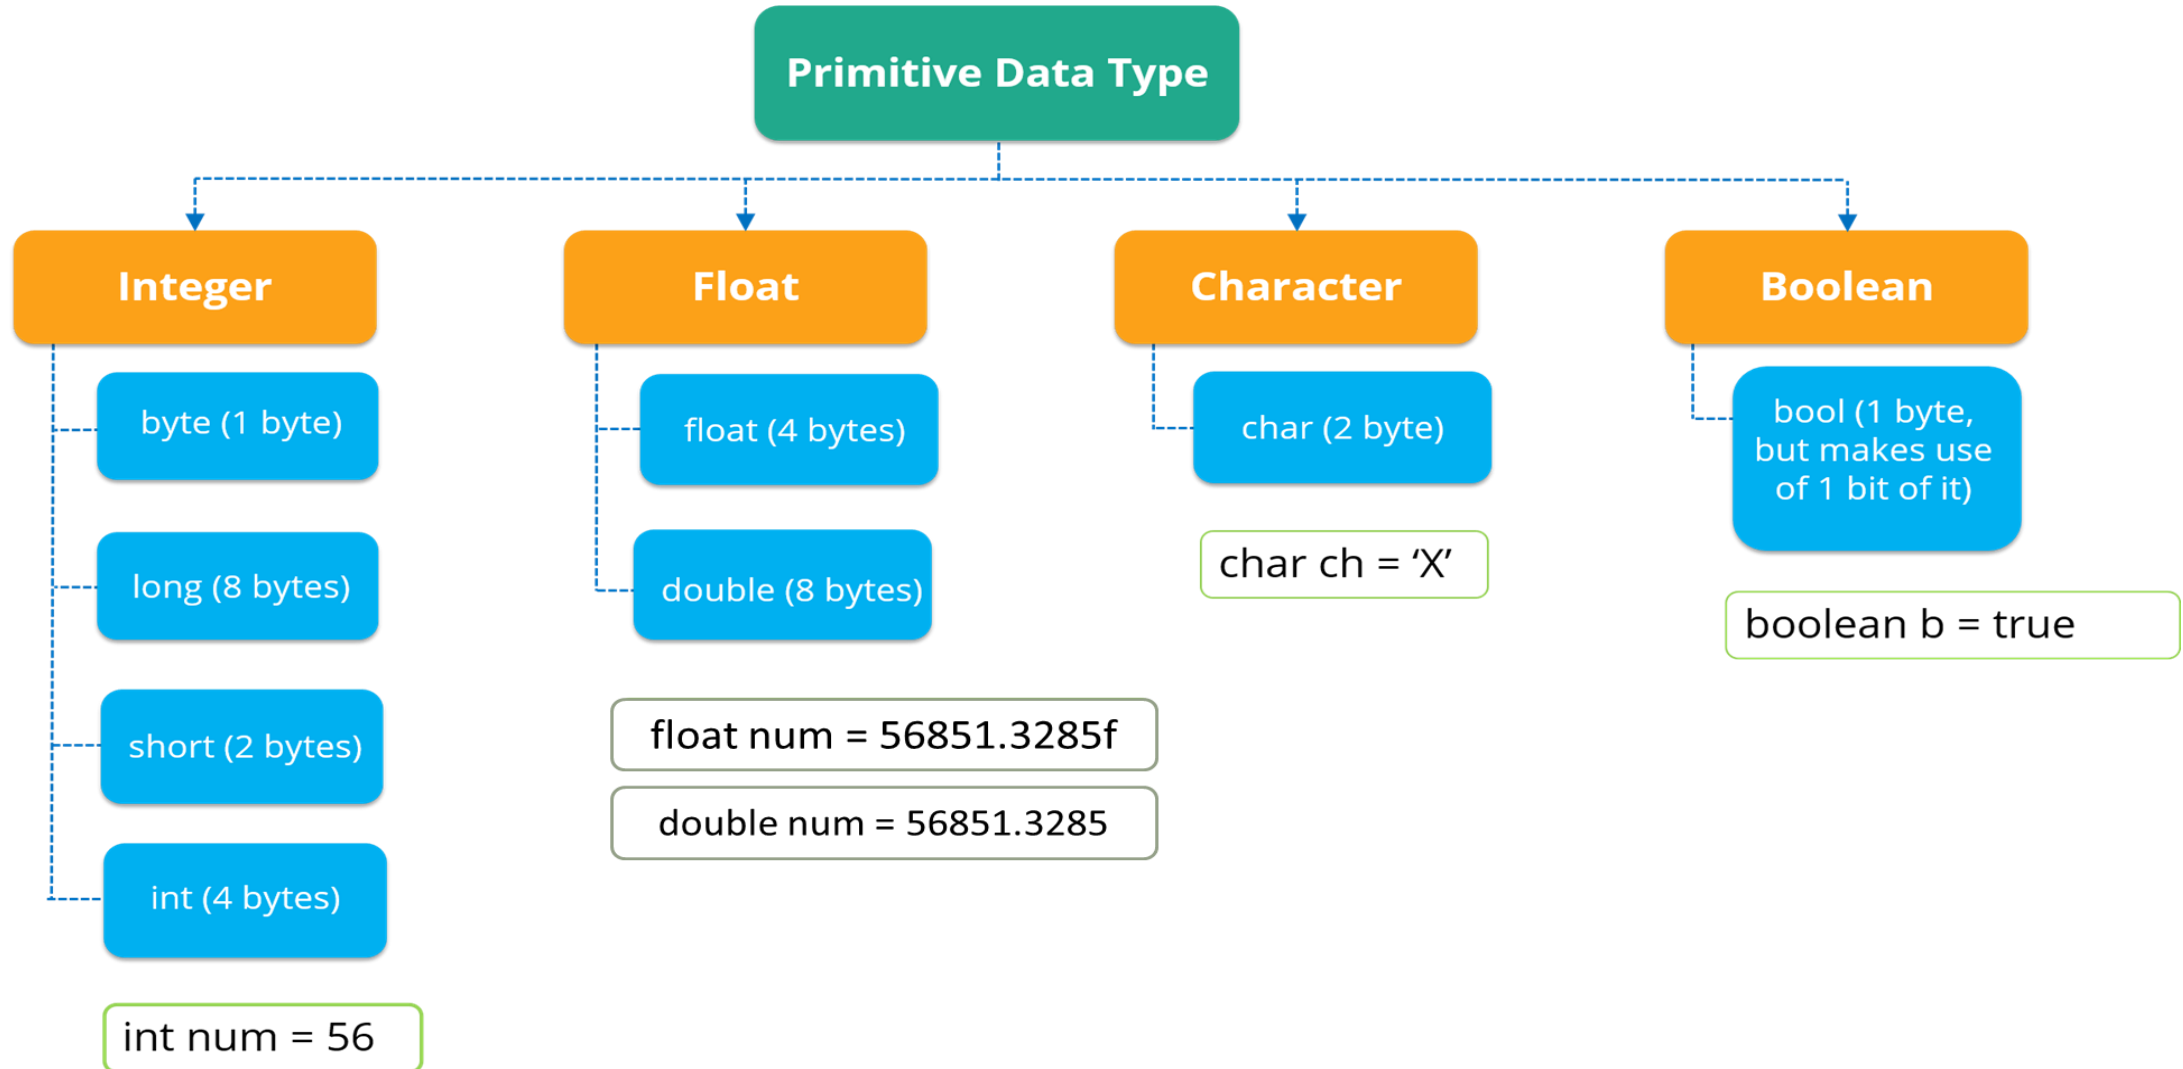 Primitive Data Type
Integer
Float
Character
Boolean
byte (1 byte)
long (8 bytes)
short (2 bytes)
int (4 bytes)
int num = 56
float (4 bytes)
double (8 bytes)
float num = 56851.3285f
double num = 56851.3285
char (2 byte)
char ch = ‘X’
bool (1 byte,
but makes use
of 1 bit of it)
boolean b = true